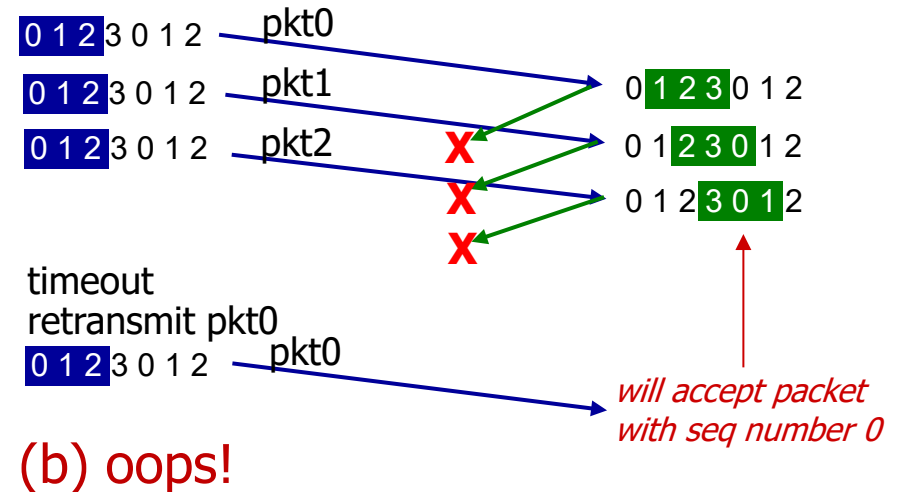 0 1 2 3 0 1 2 pkt0
0 1 2 3 0 1 2
0 1 2 3 0 1 2 pkt1
X 0 1 2 3 0 1 2
0 1 2 3 0 1 2 pkt2
X 0 1 2 3 0 1 2
X
timeout
retransmit pkt0
0 1 2 3 0 1 2 pkt0
will accept packet
with seq number 0
(b) oops!